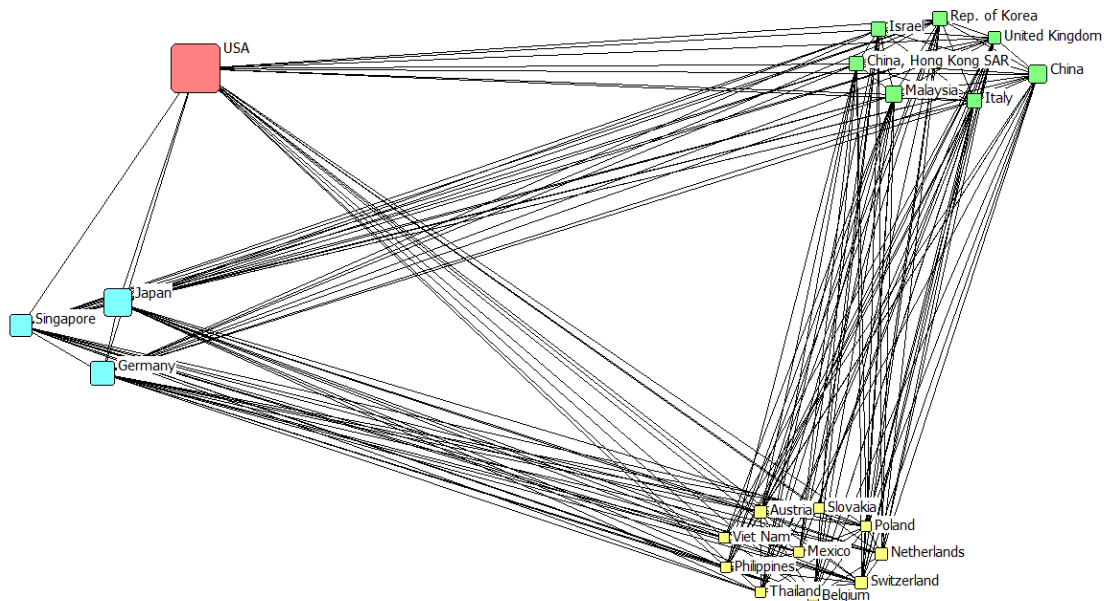 Rep. of Korea
Israel
United Kingdom
USA
China, Hong Kong SAR
China
Malaysia
Italy
Japan
Singapore
Germany
Slovakia
Austria
Poland
Viet Nam
Mexico
Netherlands
Philippines
Switzerland
Thailand
Belgium